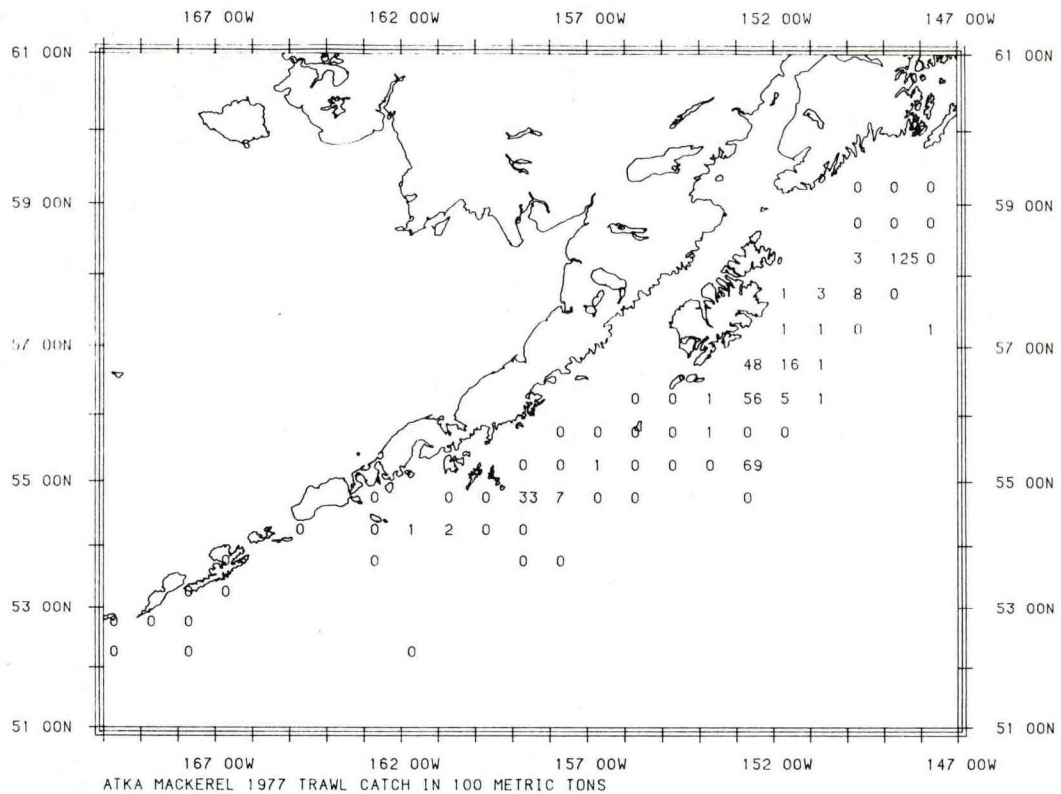 167 00W 162 00W 157 00W 152 00W 147 00W
61 00N 61 00N
59 00N 0 0 0 59 00N
0 0 0
3 125 0
1 3 8 0
57 00N 1 1 0 1 57 00N
48 16 1
0 0 1 56 5 1
0 0 0 0 1 0 0
0 0 1 0 0 0 69
55 00N 0 0 0 33 7 0 0 0 55 00N
0 0 1 2 0 0
0 0 0
0 0
53 00N 0 0 0 53 00N
0 0 0
51 00N 51 00N
167 00W 162 00W 157 00W 152 00W 147 00W
ATKA MACKEREL 1977 TRAWL CATCH IN 100 METRIC TONS